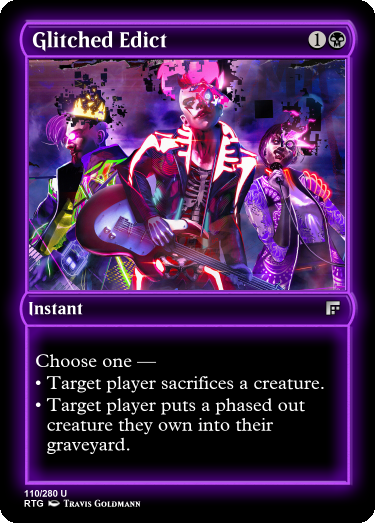 Glitched Edict 1
Instant
Choose one —
• Target player sacrifices a creature.
• Target player puts a phased out
creature they own into their
graveyard.
110/280 U
RTG Travis Goldmann